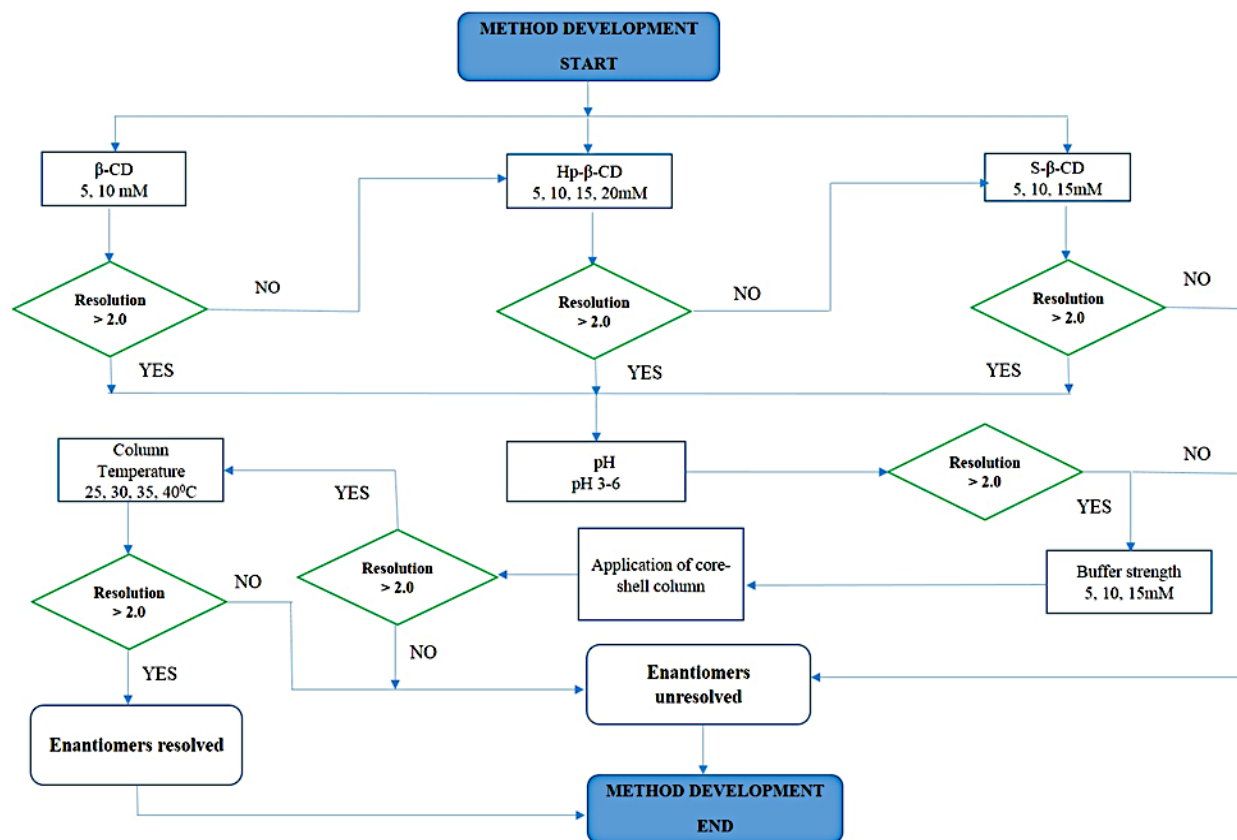 METHOD DEVELOPMENT
START
β-CD
5, 10 mM
Hp-β-CD
5, 10, 15, 20mM
S-β-CD
5, 10, 15mM
Resolution
> 2.0
NO
YES
Resolution
> 2.0
NO
YES
Resolution
> 2.0
NO
YES
Column
Temperature
25, 30, 35, 40⁰C
pH
pH 3-6
Resolution
> 2.0
NO
YES
Buffer strength
5, 10, 15mM
Application of core-
shell column
Resolution
> 2.0
YES
NO
Resolution
> 2.0
NO
YES
Enantiomers
unresolved
Enantiomers resolved
METHOD DEVELOPMENT
END